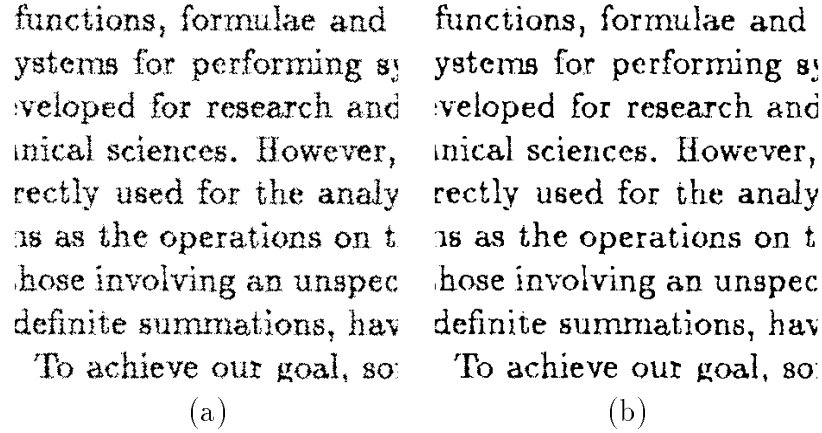 functions, formulae and
ystems for performing sy
veloped for research and
nical sciences. However,
rectly used for the analy
ns as the operations on t
hose involving an unspec
definite summations, hav
To achieve our goal, so
(a)
functions, formulae and
ystems for performing sy
veloped for research and
nical sciences. However,
rectly used for the analy
ns as the operations on t
hose involving an unspec
definite summations, hav
To achieve our goal, so
(b)